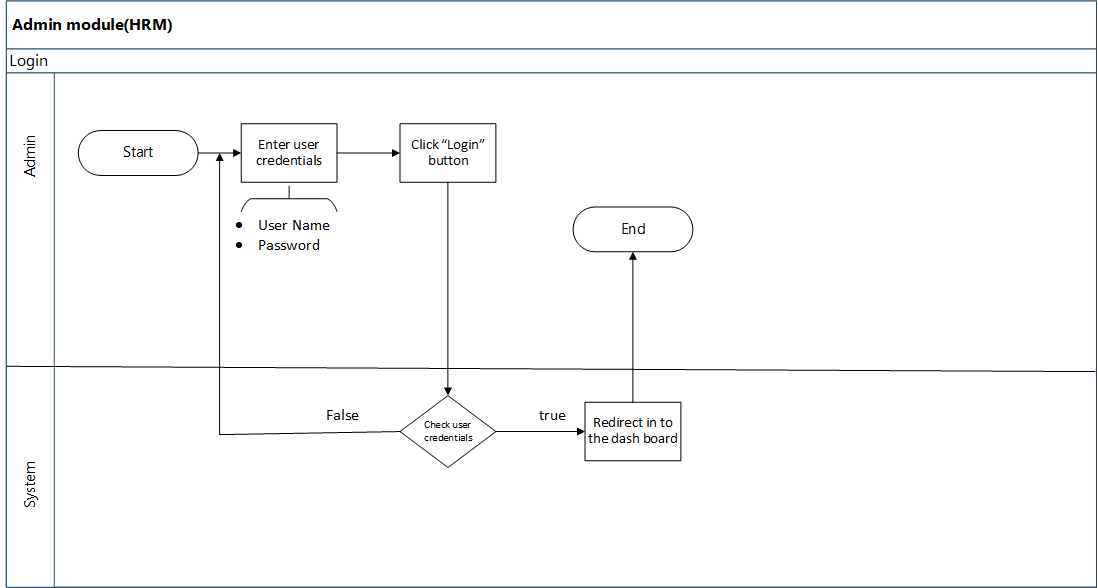 Admin module(HRM)
Login
Admin
Start
Enter user
credentials
Click “Login”
button
● User Name
● Password
End
System
False
Check user
credentials
true
Redirect in to
the dash board